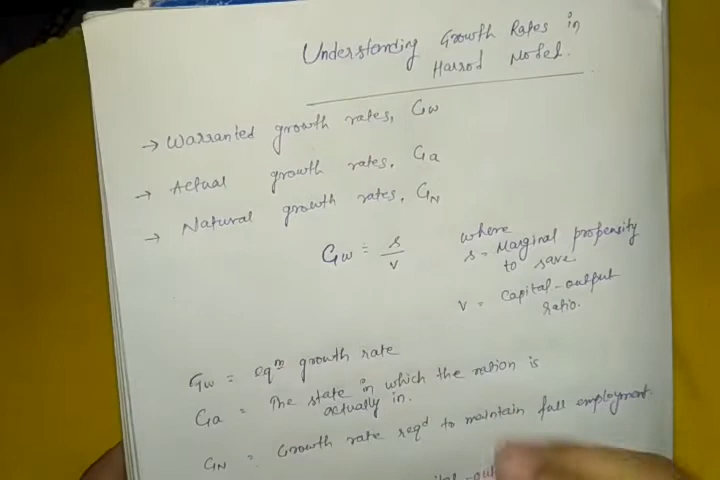 Understanding Growth Rates in
Harrod Model.
→ Warranted growth rates, Gw
→ Actual growth rates, Ga
→ Natural growth rates, GN
Gw = s/v
where
s = Marginal propensity
to save
v = Capital-output
ratio.
Gw = eqm growth rate
Ga = The state in which the nation is
actually in.
GN = Growth rate reqd to maintain full employment.